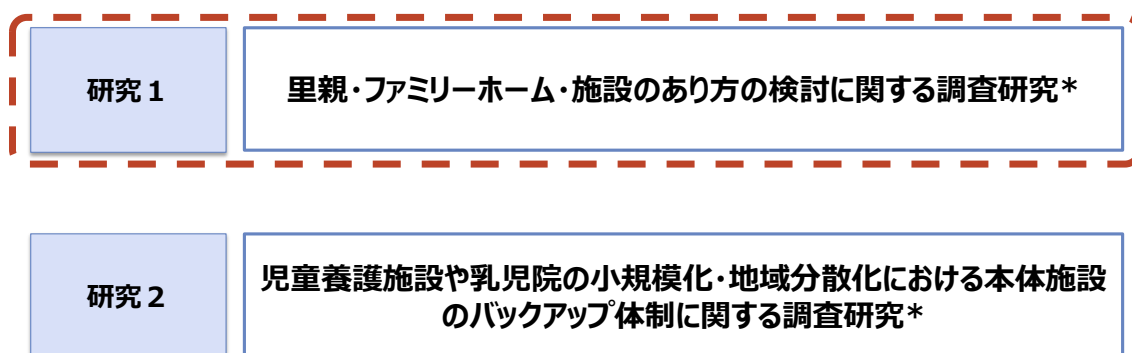 研究１
里親・ファミリーホーム・施設のあり方の検討に関する調査研究*
研究２
児童養護施設や乳児院の小規模化・地域分散化における本体施設
のバックアップ体制に関する調査研究*